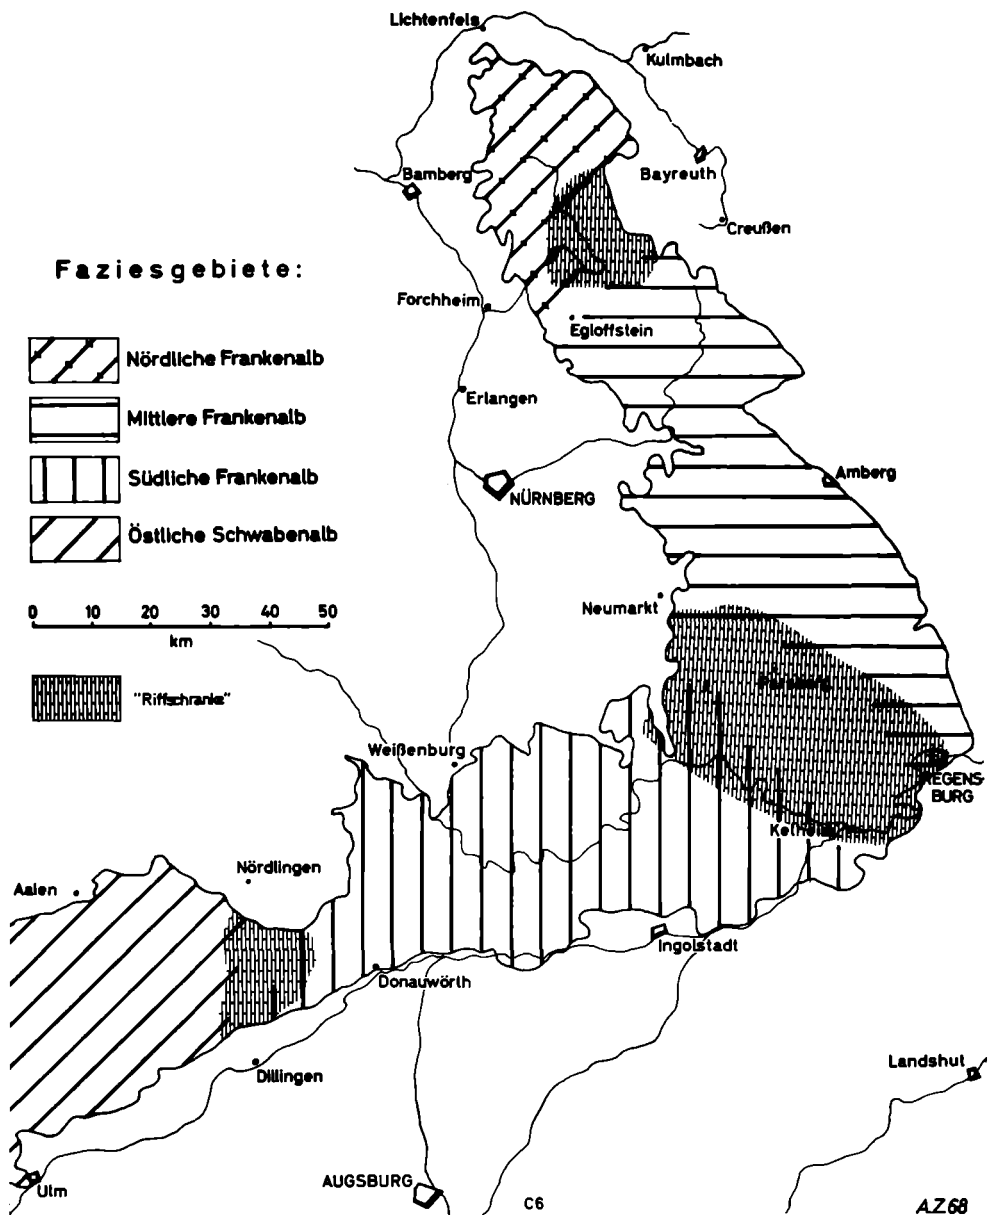 Lichtenfels
Kulmbach
Bamberg
Bayreuth
Creußen
Faziesgebiete:
Forchheim
Egloffstein
Nördliche Frankenalb
Erlangen
Mittlere Frankenalb
Südliche Frankenalb
NÜRNBERG
Amberg
Östliche Schwabenalb
Neumarkt
0 10 20 30 40 50
km
Parsberg
"Riffschranke"
Weißenburg
REGENS-
BURG
Kelheim
Nördlingen
Aalen
Ingolstadt
Donauwörth
Dillingen
Landshut
Ulm
AUGSBURG
C6
A.Z.68